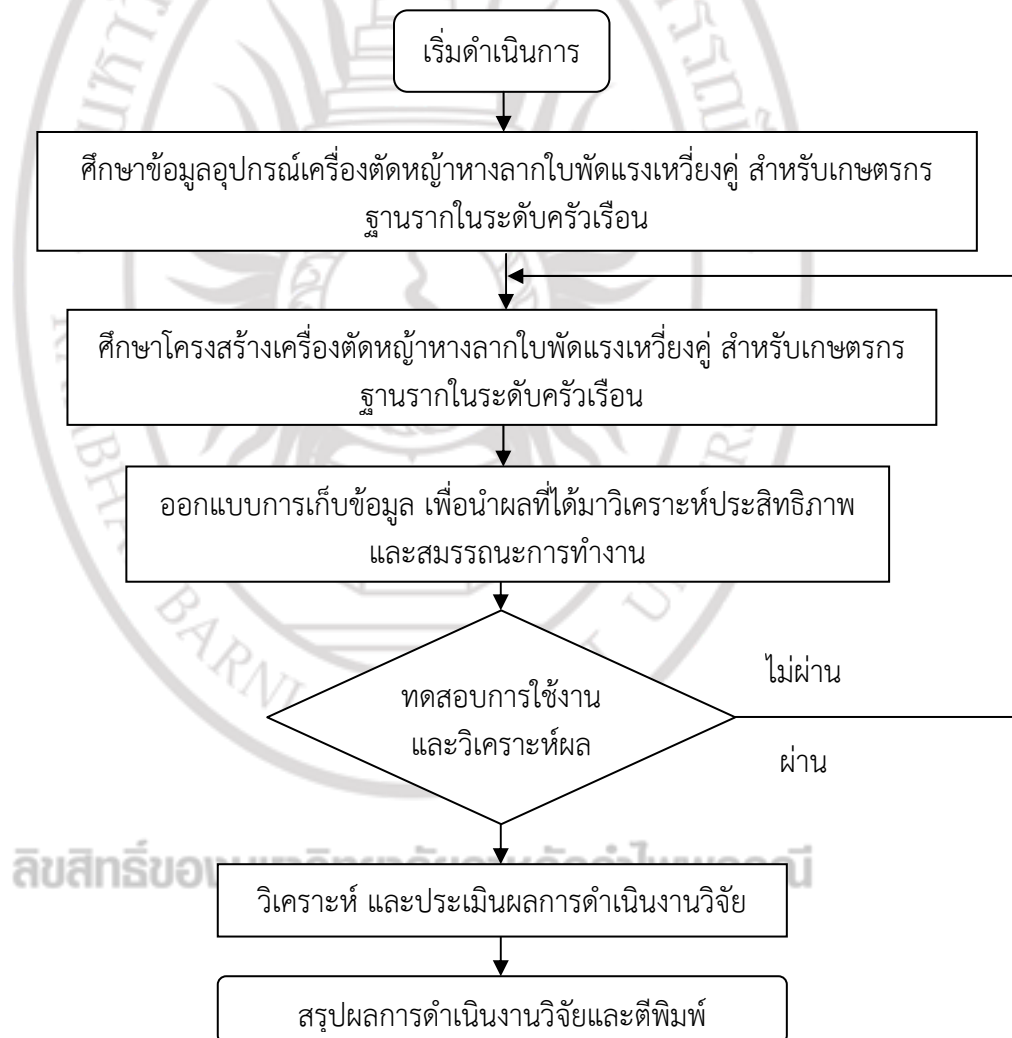 เริ่มดำเนินการ
ศึกษาข้อมูลอุปกรณ์เครื่องตัดหญ้าหางลากใบพัดแรงเหวี่ยงคู่ สำหรับเกษตรกร
ฐานรากในระดับครัวเรือน
ศึกษาโครงสร้างเครื่องตัดหญ้าหางลากใบพัดแรงเหวี่ยงคู่ สำหรับเกษตรกร
ฐานรากในระดับครัวเรือน
ออกแบบการเก็บข้อมูล เพื่อนำผลที่ได้มาวิเคราะห์ประสิทธิภาพ
และสมรรถนะการทำงาน
ไม่ผ่าน
ทดสอบการใช้งาน
และวิเคราะห์ผล
ผ่าน
ลิขสิทธิ์ของ
วิเคราะห์ และประเมินผลการดำเนินงานวิจัย
สรุปผลการดำเนินงานวิจัยและตีพิมพ์